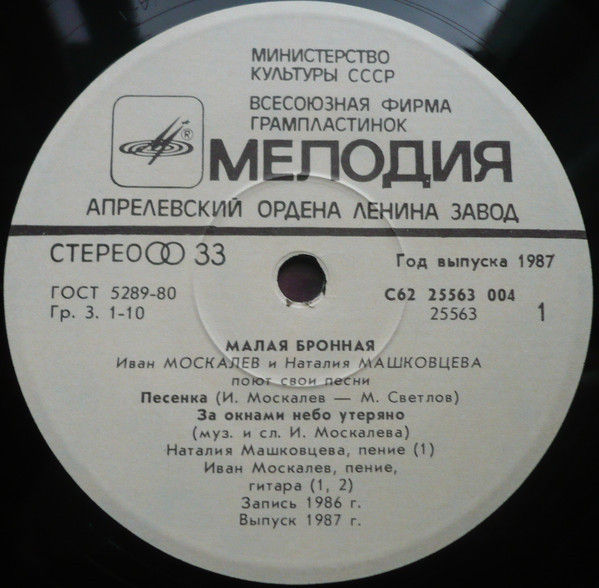 МИНИСТЕРСТВО
КУЛЬТУРЫ СССР
ВСЕСОЮЗНАЯ ФИРМА
ГРАМПЛАСТИНОК
®
МЕЛОДИЯ
АПРЕЛЕВСКИЙ ОРДЕНА ЛЕНИНА ЗАВОД
СТЕРЕО 33
Год выпуска 1987
ГОСТ 5289-80
С62 25563 004
Гр. 3. 1-10
25563 1
МАЛАЯ БРОННАЯ
Иван МОСКАЛЕВ и Наталия МАШКОВЦЕВА
поют свои песни
Песенка (И. Москалев — М. Светлов)
За окнами небо утеряно
(муз. и сл. И. Москалева)
Наталия Машковцева, пение (1)
Иван Москалев, пение,
гитара (1, 2)
Запись 1986 г.
Выпуск 1987 г.